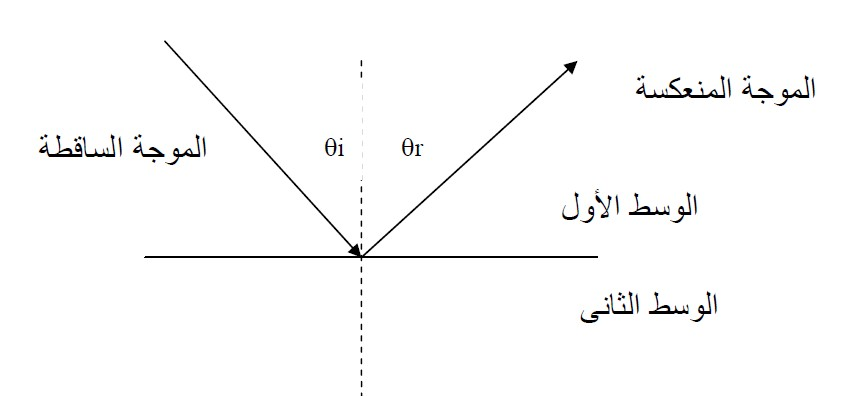 الموجة المنعكسة
الموجة الساقطة
θi
θr
الوسط الأول
الوسط الثانى